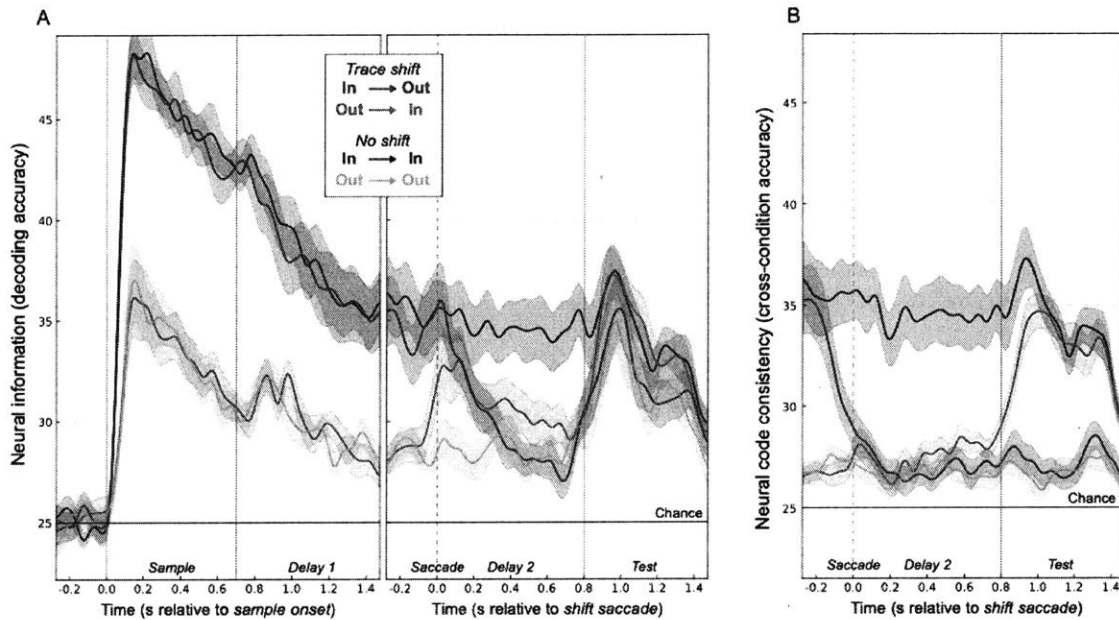 A
Neural information (decoding accuracy)
45
40
35
30
25
Trace shift
In → Out
Out → In
No shift
In → In
Out → Out
Chance
Sample
Delay 1
Saccade
Delay 2
Test
-0.2 0.0 0.2 0.4 0.6 0.8 1.0 1.2 1.4
-0.2 0.0 0.2 0.4 0.6 0.8 1.0 1.2 1.4
Time (s relative to sample onset)
Time (s relative to shift saccade)
B
Neural code consistency (cross-condition accuracy)
45
40
35
30
25
Chance
Saccade
Delay 2
Test
-0.2 0.0 0.2 0.4 0.6 0.8 1.0 1.2 1.4
Time (s relative to shift saccade)